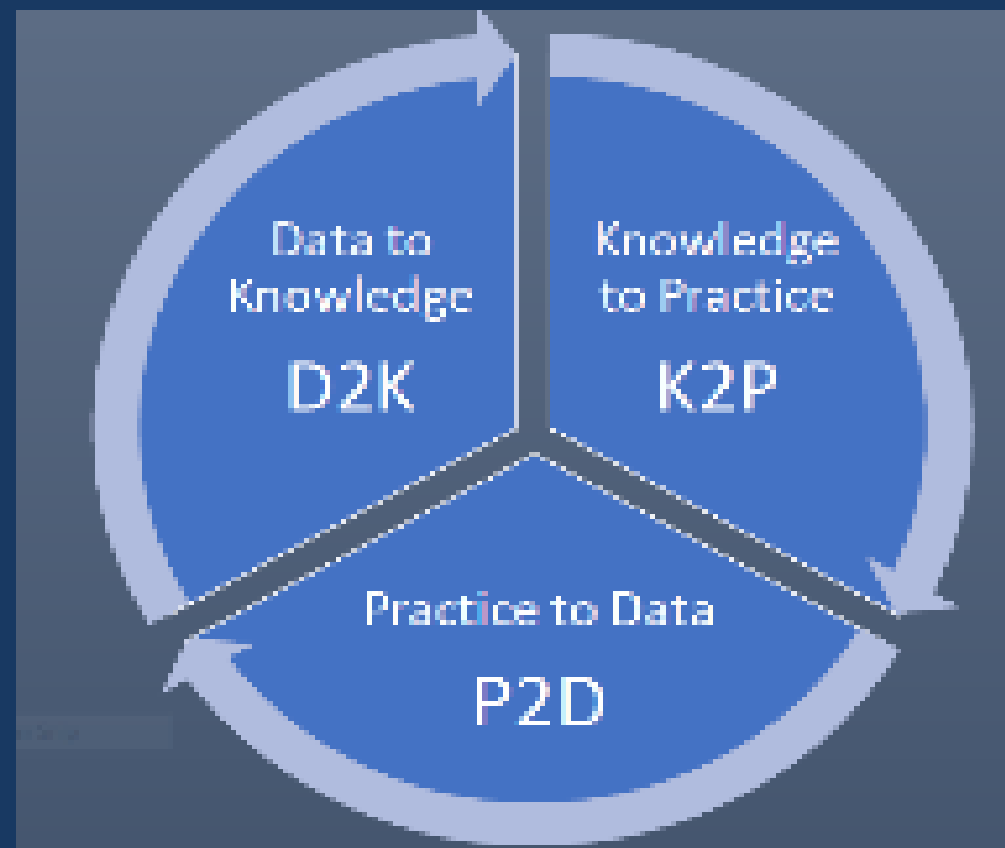 Data to
Knowledge
D2K
Knowledge
to Practice
K2P
Practice to Data
P2D